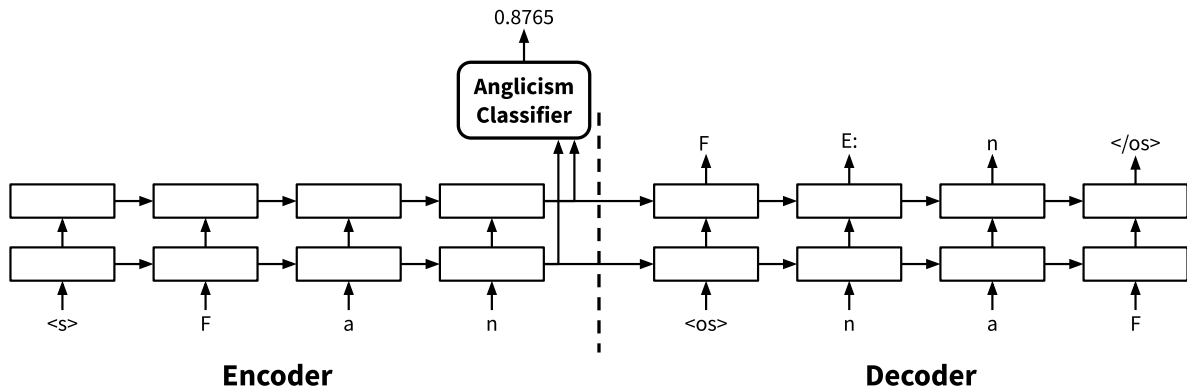 0.8765
Anglicism
Classifier
F E: n </os>
<s> F a n <os> n a F
Encoder Decoder